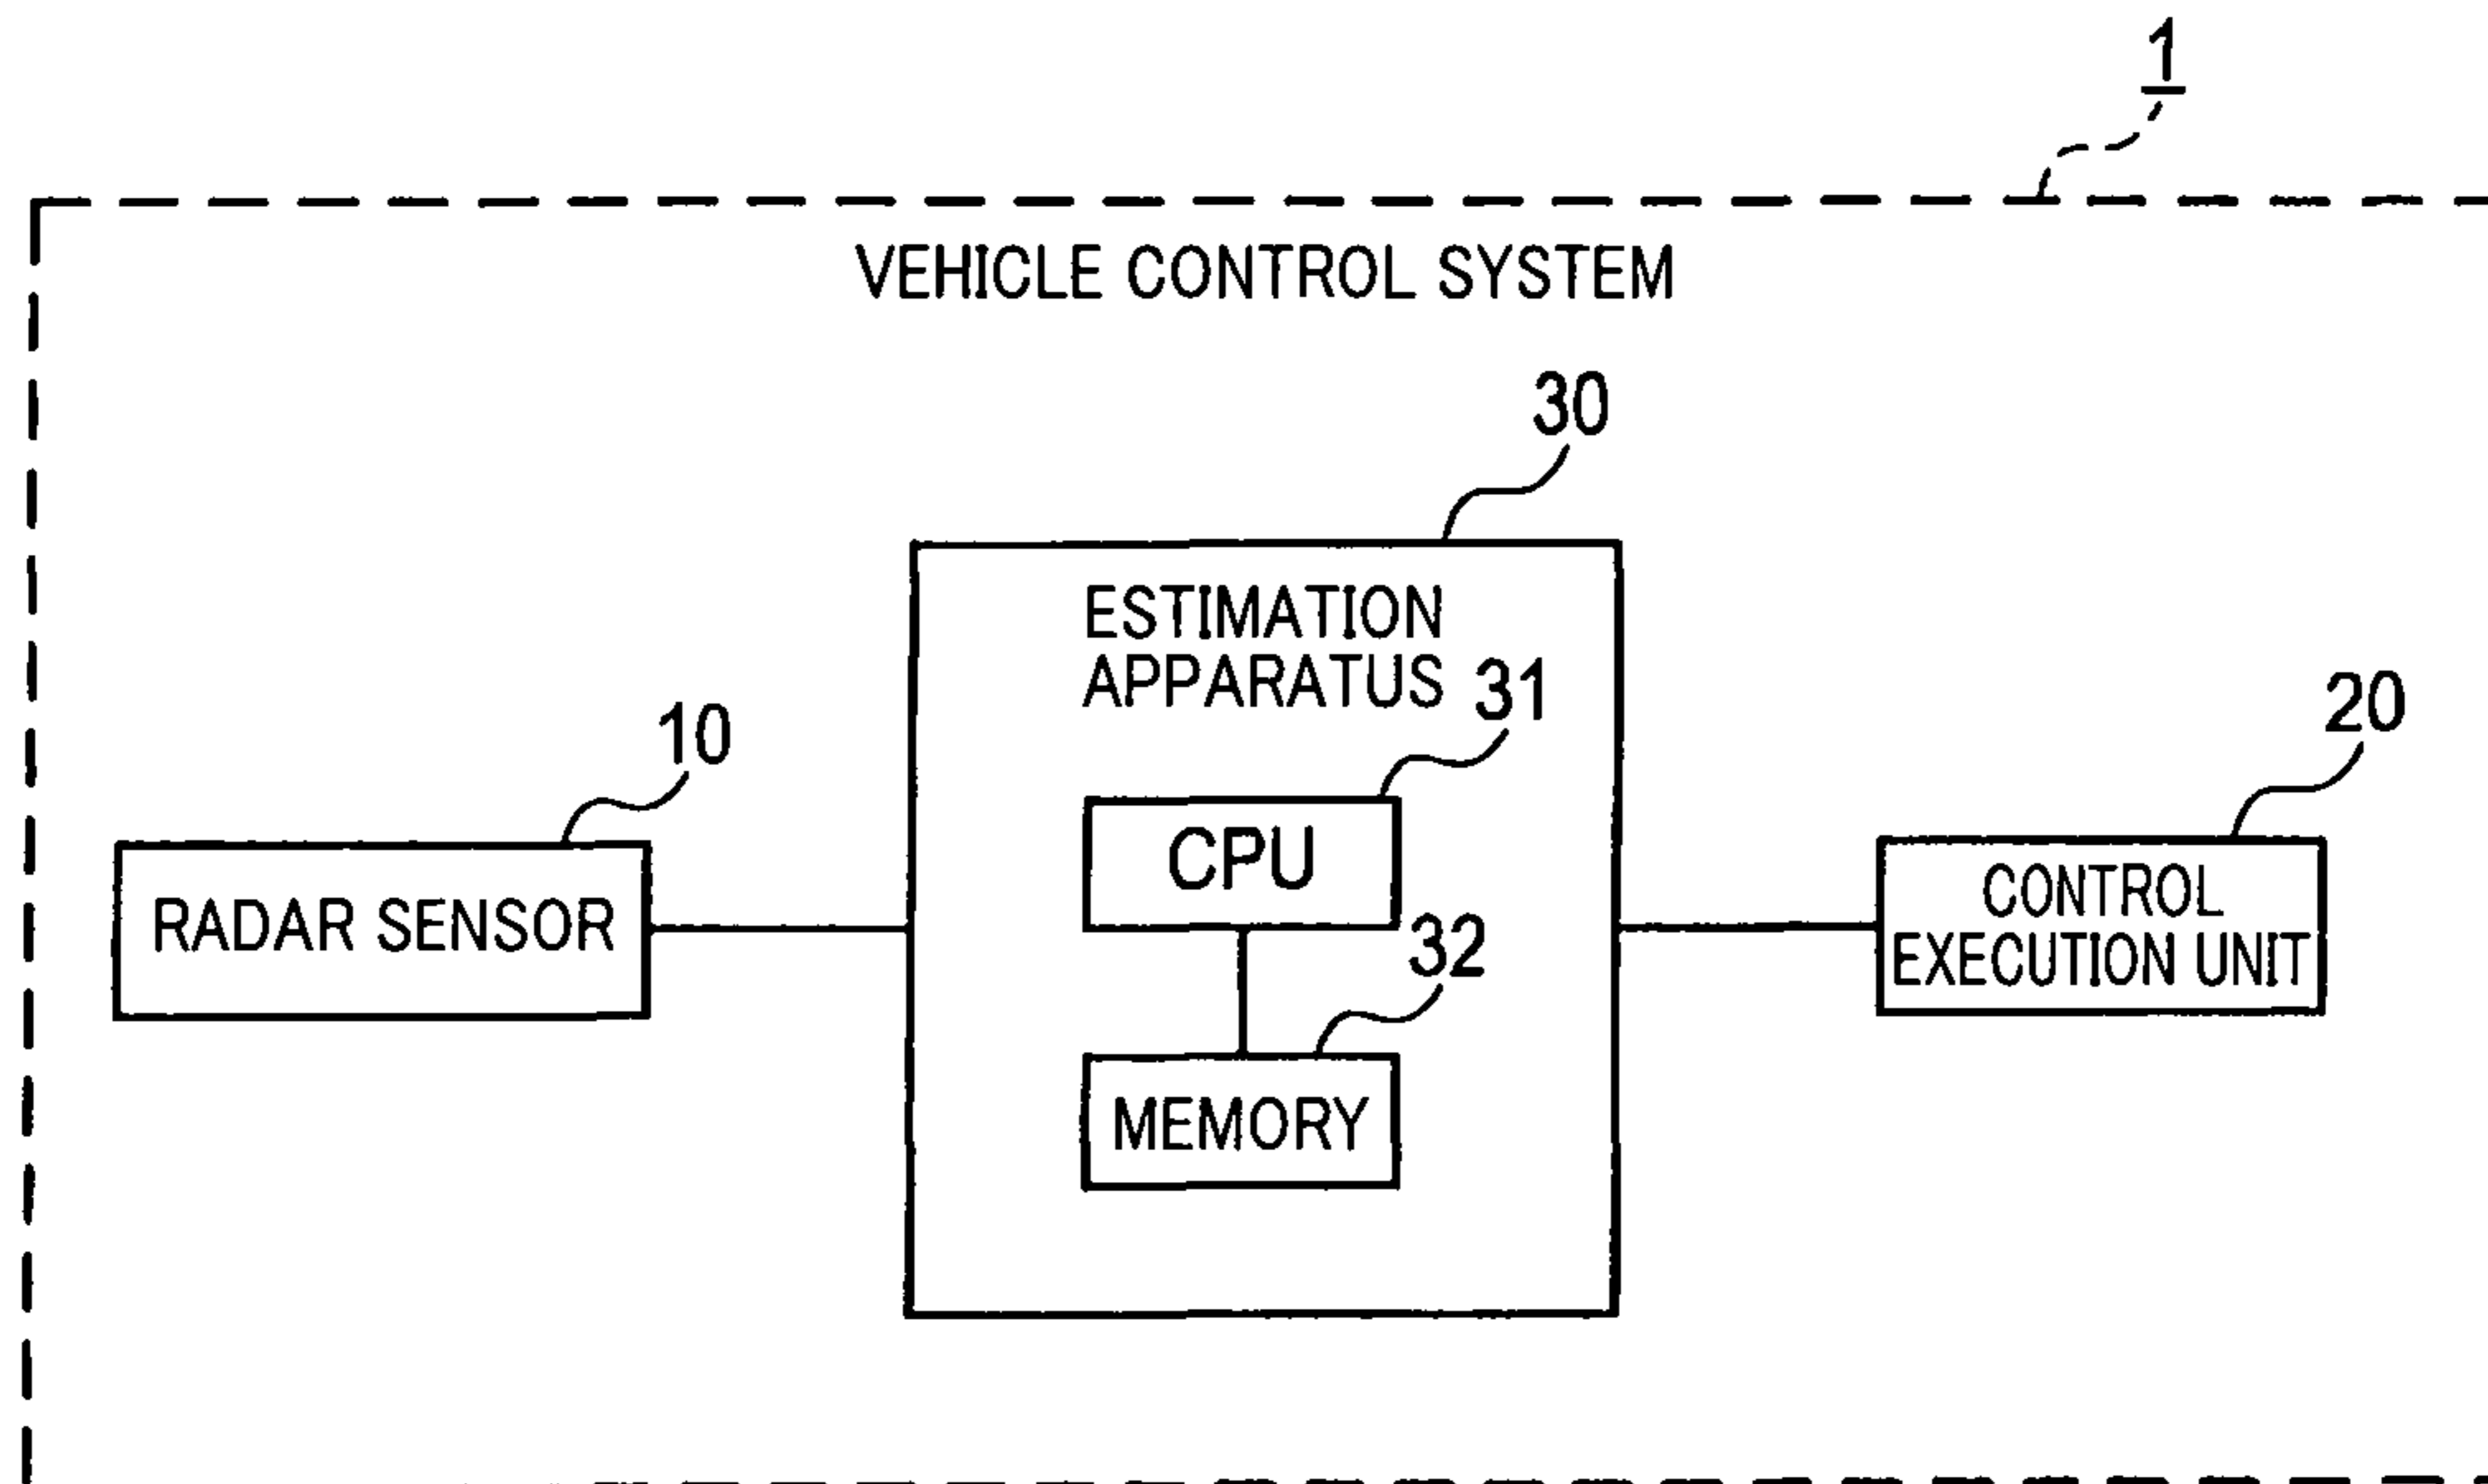 1
VEHICLE CONTROL SYSTEM
30
ESTIMATION
APPARATUS
31
10
20
CPU
RADAR SENSOR
CONTROL
EXECUTION UNIT
32
MEMORY